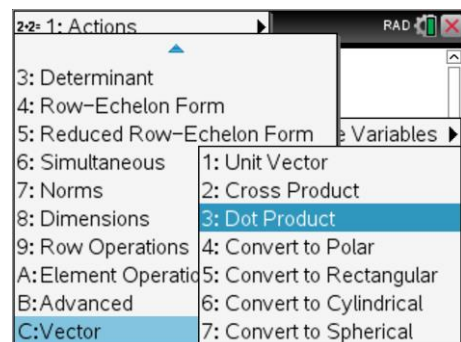 2+2= 1: Actions
RAD
3: Determinant
4: Row-Echelon Form
5: Reduced Row-Echelon Form
Variables
6: Simultaneous
7: Norms
8: Dimensions
9: Row Operations
A:Element
B:Advanced
C:Vector
1: Unit Vector
2: Cross Product
3: Dot Product
4: Convert to Polar
5: Convert to Rectangular
6: Convert to Cylindrical
7: Convert to Spherical